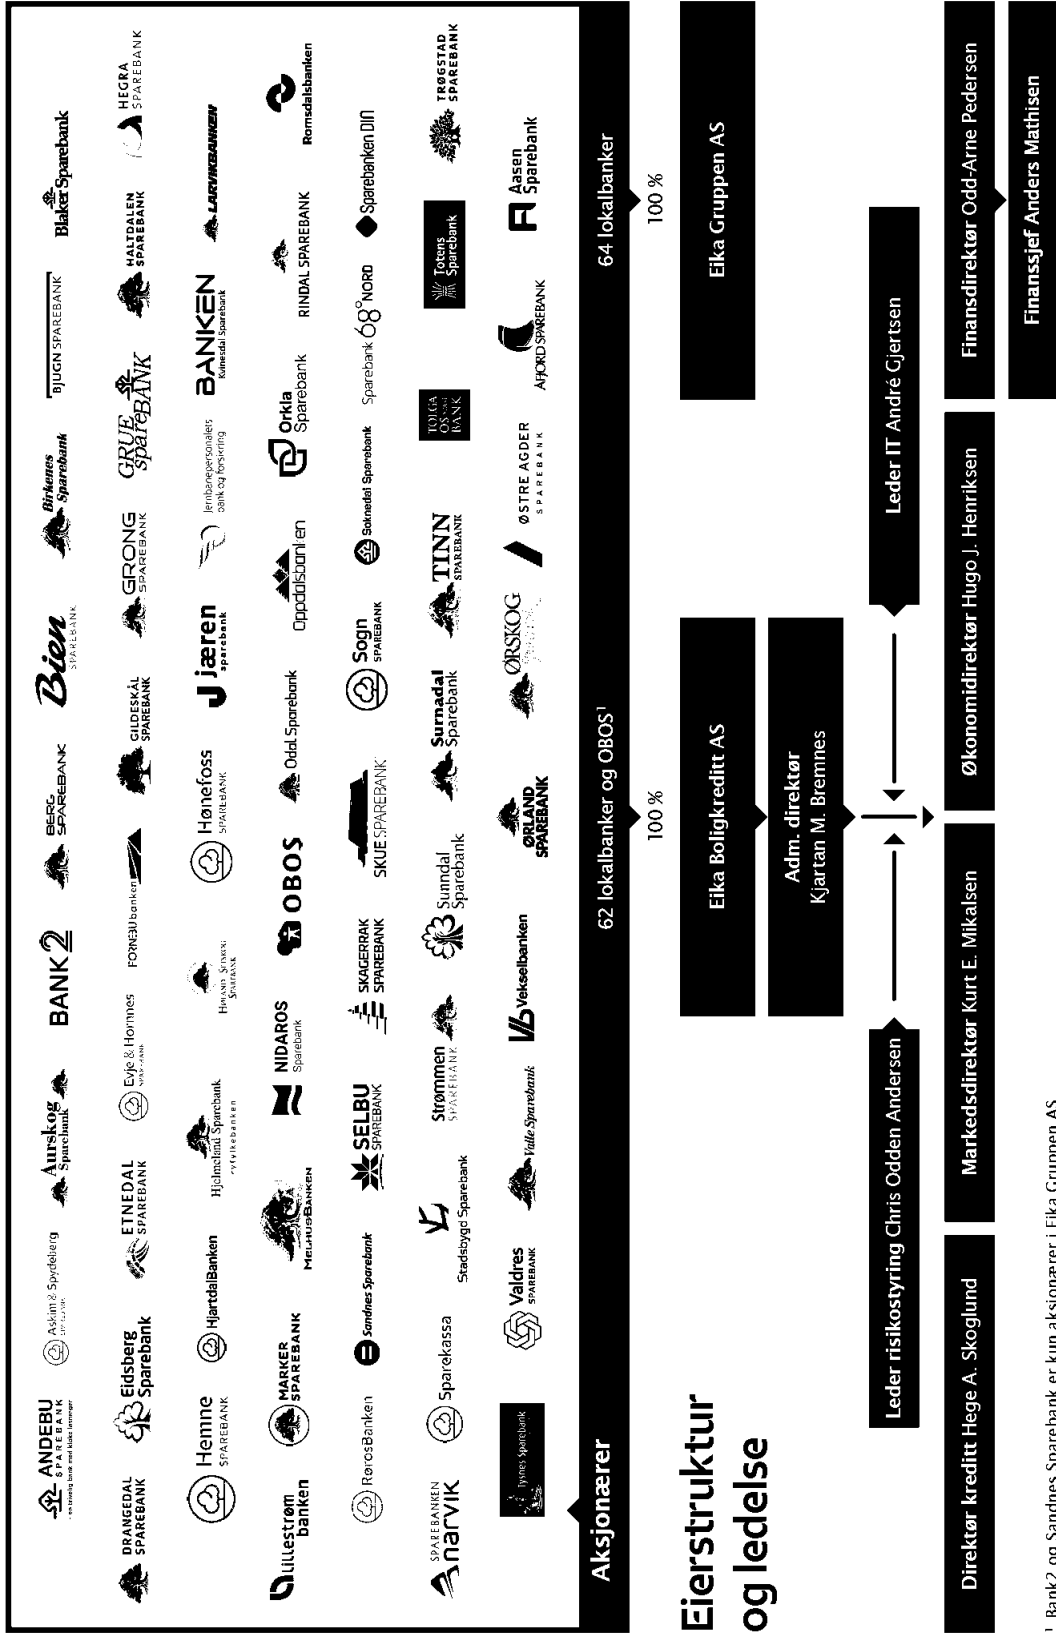 ANDEBU
SPAREBANK
Askim & Spydeberg
Aurskog
Sparebank
BANK2
BERG
SPAREBANK
Bien
SPAREBANK
Birkenes
Sparebank
BJUGN SPAREBANK
Blaker Sparebank
DRANGEDAL
SPAREBANK
Eidsberg
Sparebank
ETNEDAL
SPAREBANK
Evje & Hornnes
FORNEBU banken
GILDESKÅL
SPAREBANK
GRONG
SPAREBANK
GRUE
spareBANK
HALTDALEN
SPAREBANK
HEGRA
SPAREBANK
Hemne
SPAREBANK
HjartdalBanken
Hjelmeland Sparebank
ryfylkebanken
HØLAND SETSKOG
SPAREBANK
Hønefoss
SPAREBANK
jæren
sparebank
Jernbanepersonalets
bank og forsikring
BANKEN
Kvinesdal Sparebank
LARVIKBANKEN
Lillestrøm
banken
MARKER
SPAREBANK
MELHUSBANKEN
NIDAROS
Sparebank
OBOS
Odal Sparebank
Oppdalsbanken
Orkla
Sparebank
RINDAL SPAREBANK
Romsdalsbanken
RørosBanken
Sandnes Sparebank
SELBU
SPAREBANK
SKAGERRAK
SPAREBANK
SKUE SPAREBANK
Sogn
SPAREBANK
Soknedal Sparebank
Sparebank 68° NORD
Sparebanken DIN
SPAREBANKEN
narvik
Sparekassa
Stadsbygd Sparebank
Strømmen
SPAREBANK
Sunndal
Sparebank
Surnadal
Sparebank
TINN
SPAREBANK
TOLGA
OS
BANK
Totens
Sparebank
TRØGSTAD
SPAREBANK
Tysnes Sparebank
Valdres
SPAREBANK
Valle Sparebank
Vekselbanken
ØRLAND
SPAREBANK
ØRSKOG
ØSTRE AGDER
SPAREBANK
ÅFJORD SPAREBANK
Aasen
Sparebank
Aksjonærer
62 lokalbanker og OBOS¹
64 lokalbanker
100 %
100 %
Eierstruktur
og ledelse
Eika Boligkreditt AS
Eika Gruppen AS
Adm. direktør
Kjartan M. Bremnes
Leder risikostyring Chris Odden Andersen
Leder IT André Gjertsen
Direktør kreditt Hege A. Skoglund
Markedsdirektør Kurt E. Mikalsen
Økonomidirektør Hugo J. Henriksen
Finansdirektør Odd-Arne Pedersen
Finanssjef Anders Mathisen
¹ Bank2 og Sandnes Sparebank er kun aksjonærer i Eika Gruppen AS